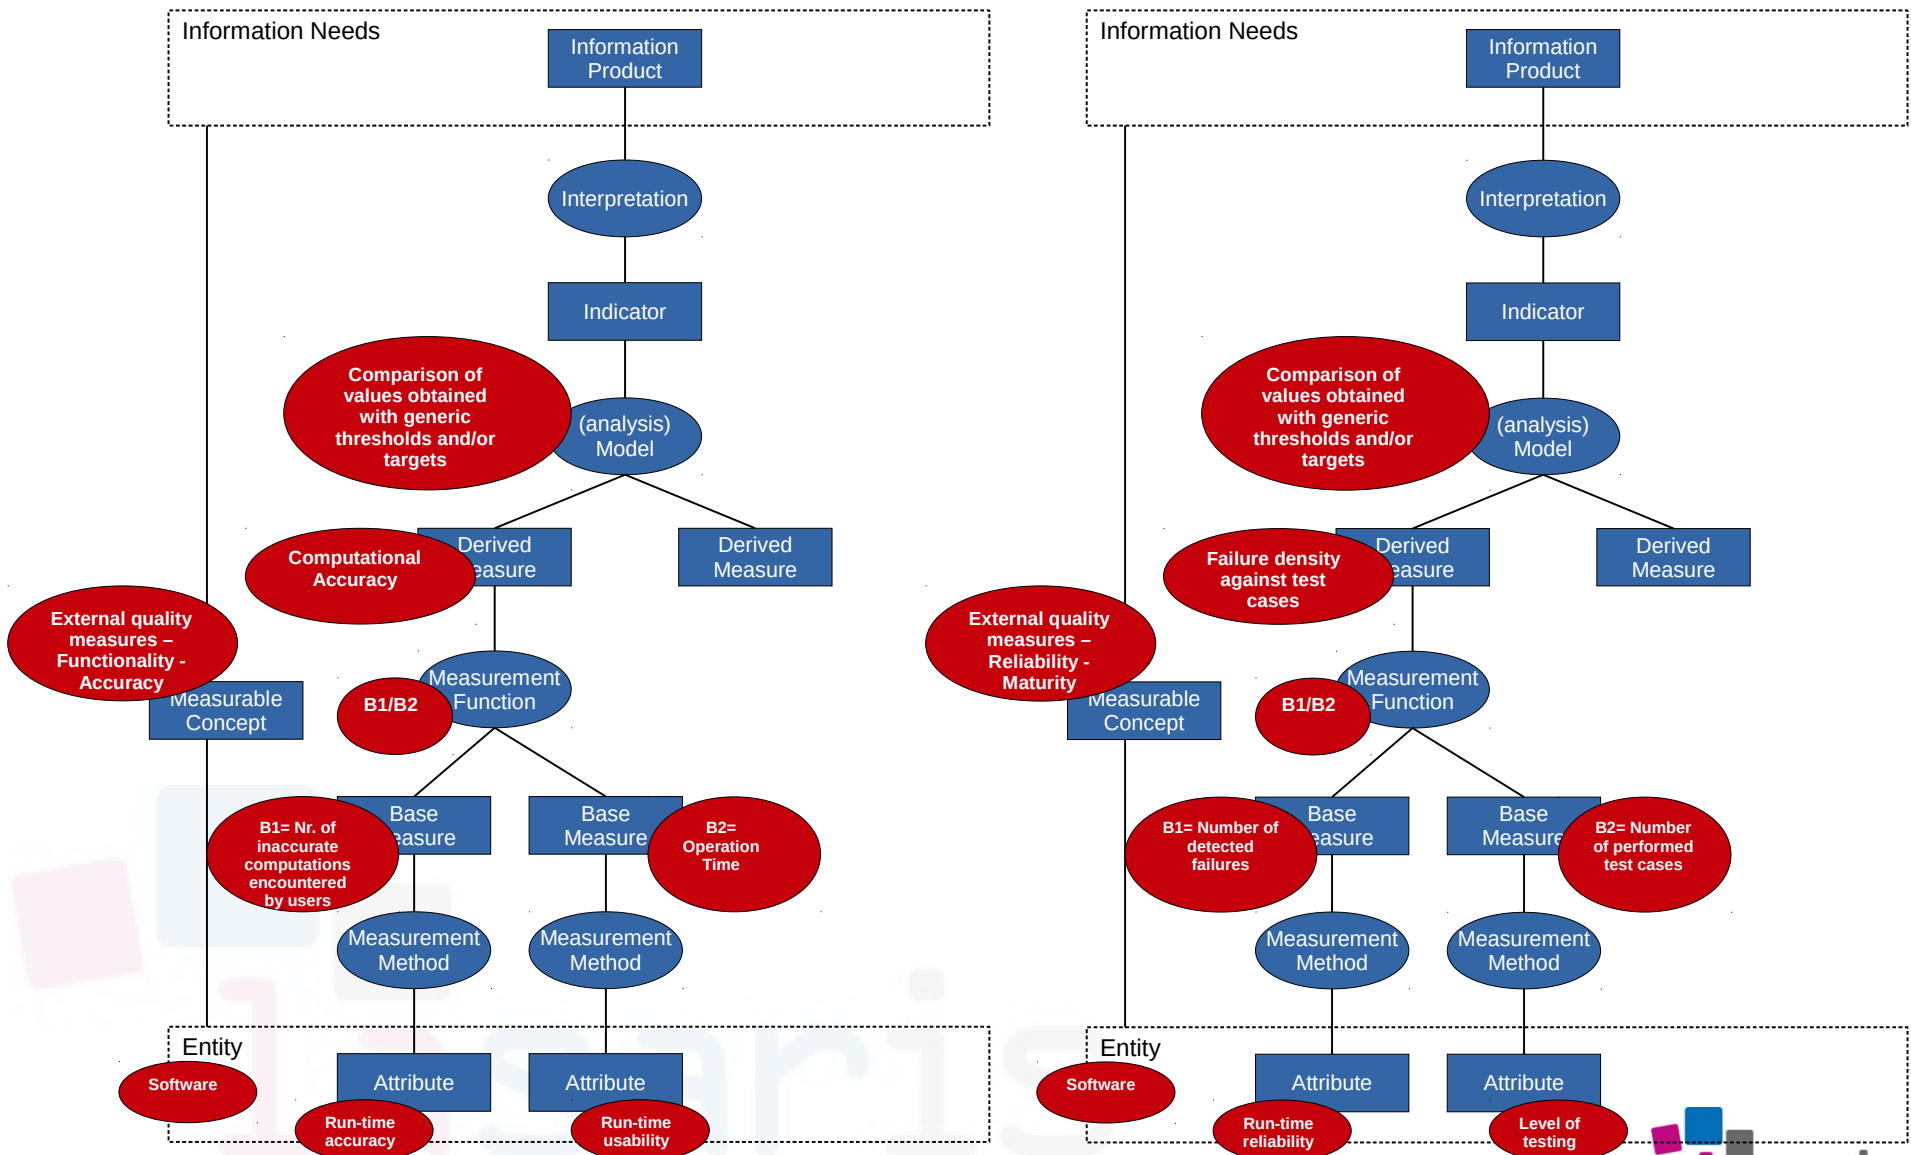 Information Needs
Information
Product
Interpretation
Indicator
Comparison of
values obtained
with generic
thresholds and/or
targets
(analysis)
Model
Computational
Accuracy
Derived
easure
Derived
Measure
External quality
measures –
Functionality -
Accuracy
Measurable
Concept
B1/B2
Measurement
Function
B1= Nr. of
inaccurate
computations
encountered
by users
Base
easure
Base
Measure
B2=
Operation
Time
Measurement
Method
Measurement
Method
Entity
Software
Attribute
Attribute
Run-time
accuracy
Run-time
usability
Information Needs
Information
Product
Interpretation
Indicator
Comparison of
values obtained
with generic
thresholds and/or
targets
(analysis)
Model
Failure density
against test
cases
Derived
easure
Derived
Measure
External quality
measures –
Reliability -
Maturity
Measurable
Concept
B1/B2
Measurement
Function
B1= Number of
detected
failures
Base
easure
Base
Measure
B2= Number
of performed
test cases
Measurement
Method
Measurement
Method
Entity
Software
Attribute
Attribute
Run-time
reliability
Level of
testing
lasaris